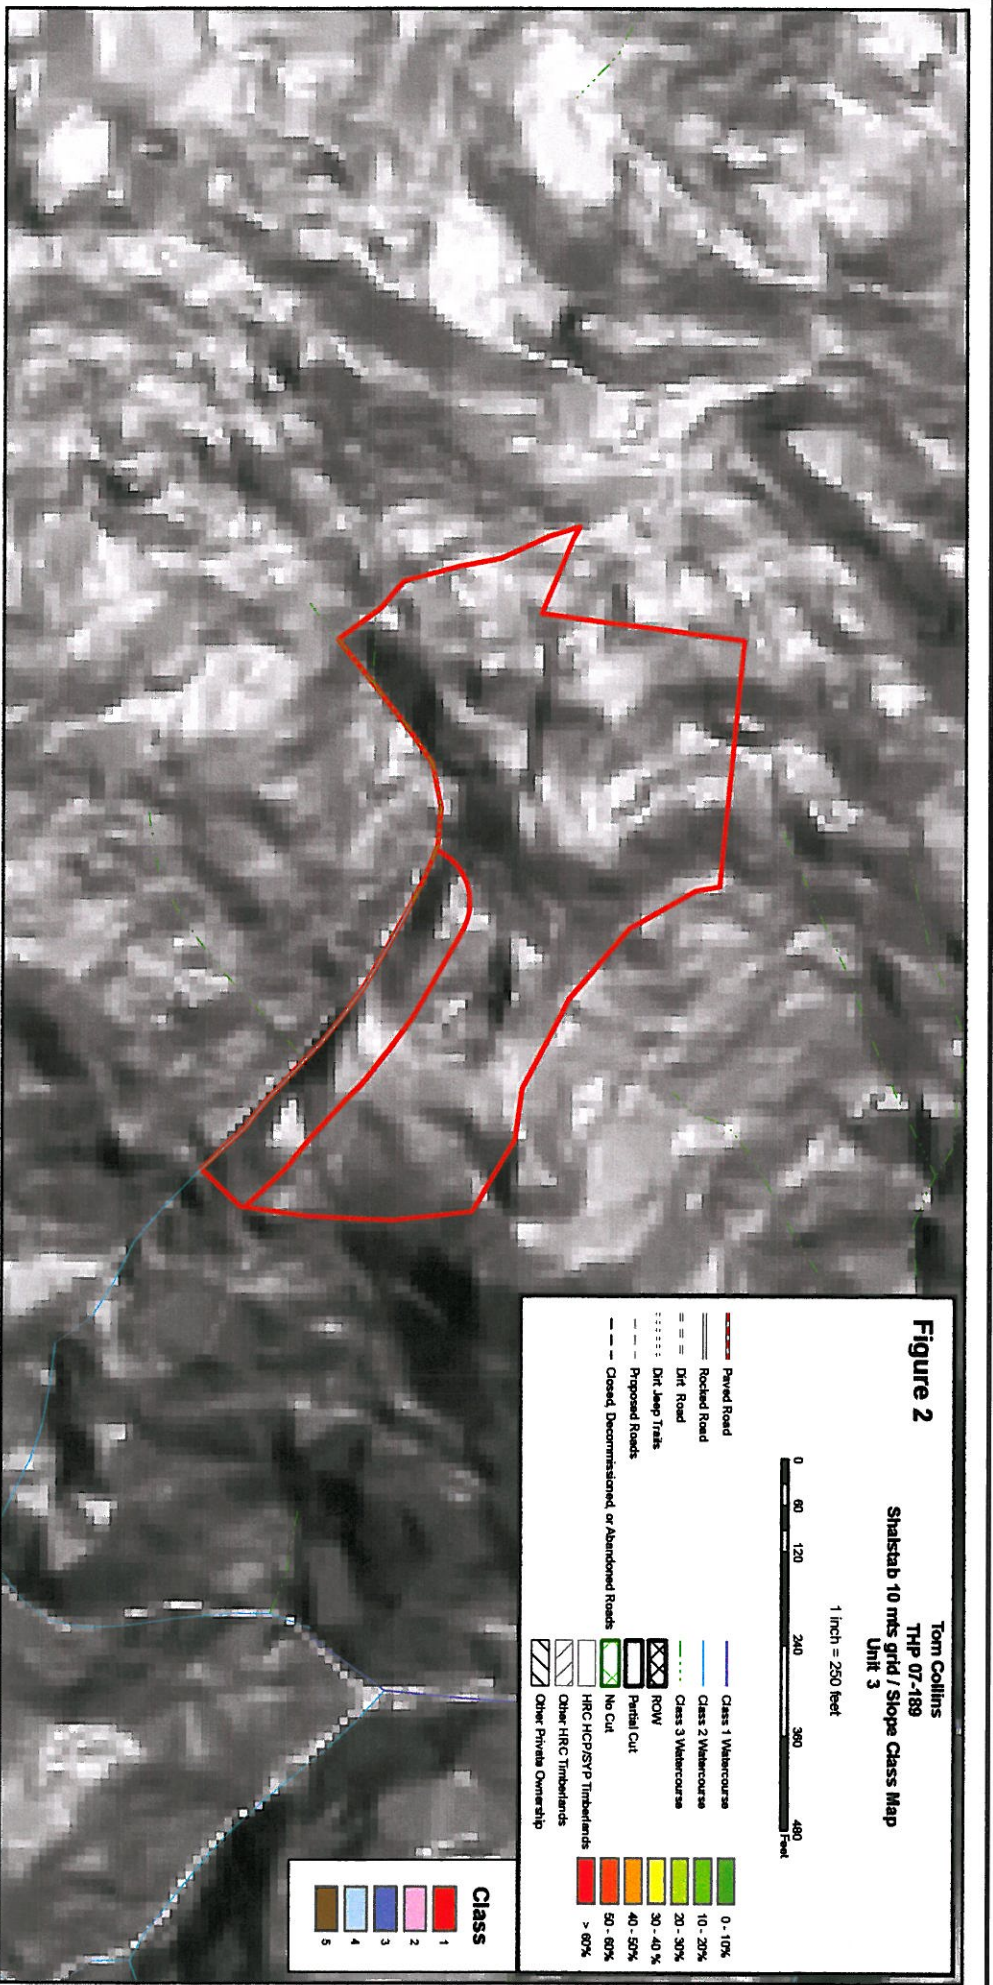 Figure 2
Tom Collins
THP 07-189
Shalstab 10 mts grid / Slope Class Map
Unit 3
1 inch = 250 feet
0 60 120 240 360 480
Feet
Paved Road
Rocked Road
Dirt Road
Dirt Jeep Trails
Proposed Roads
Closed, Decommissioned, or Abandoned Roads
Class 1 Watercourse
Class 2 Watercourse
Class 3 Watercourse
ROW
Partial Cut
No Cut
HRC HCP/SYP Timberlands
Other HRC Timberlands
Other Private Ownership
0 - 10%
10 - 20%
20 - 30%
30 - 40 %
40 - 50%
50 - 60%
> 60%
Class
1
2
3
4
5